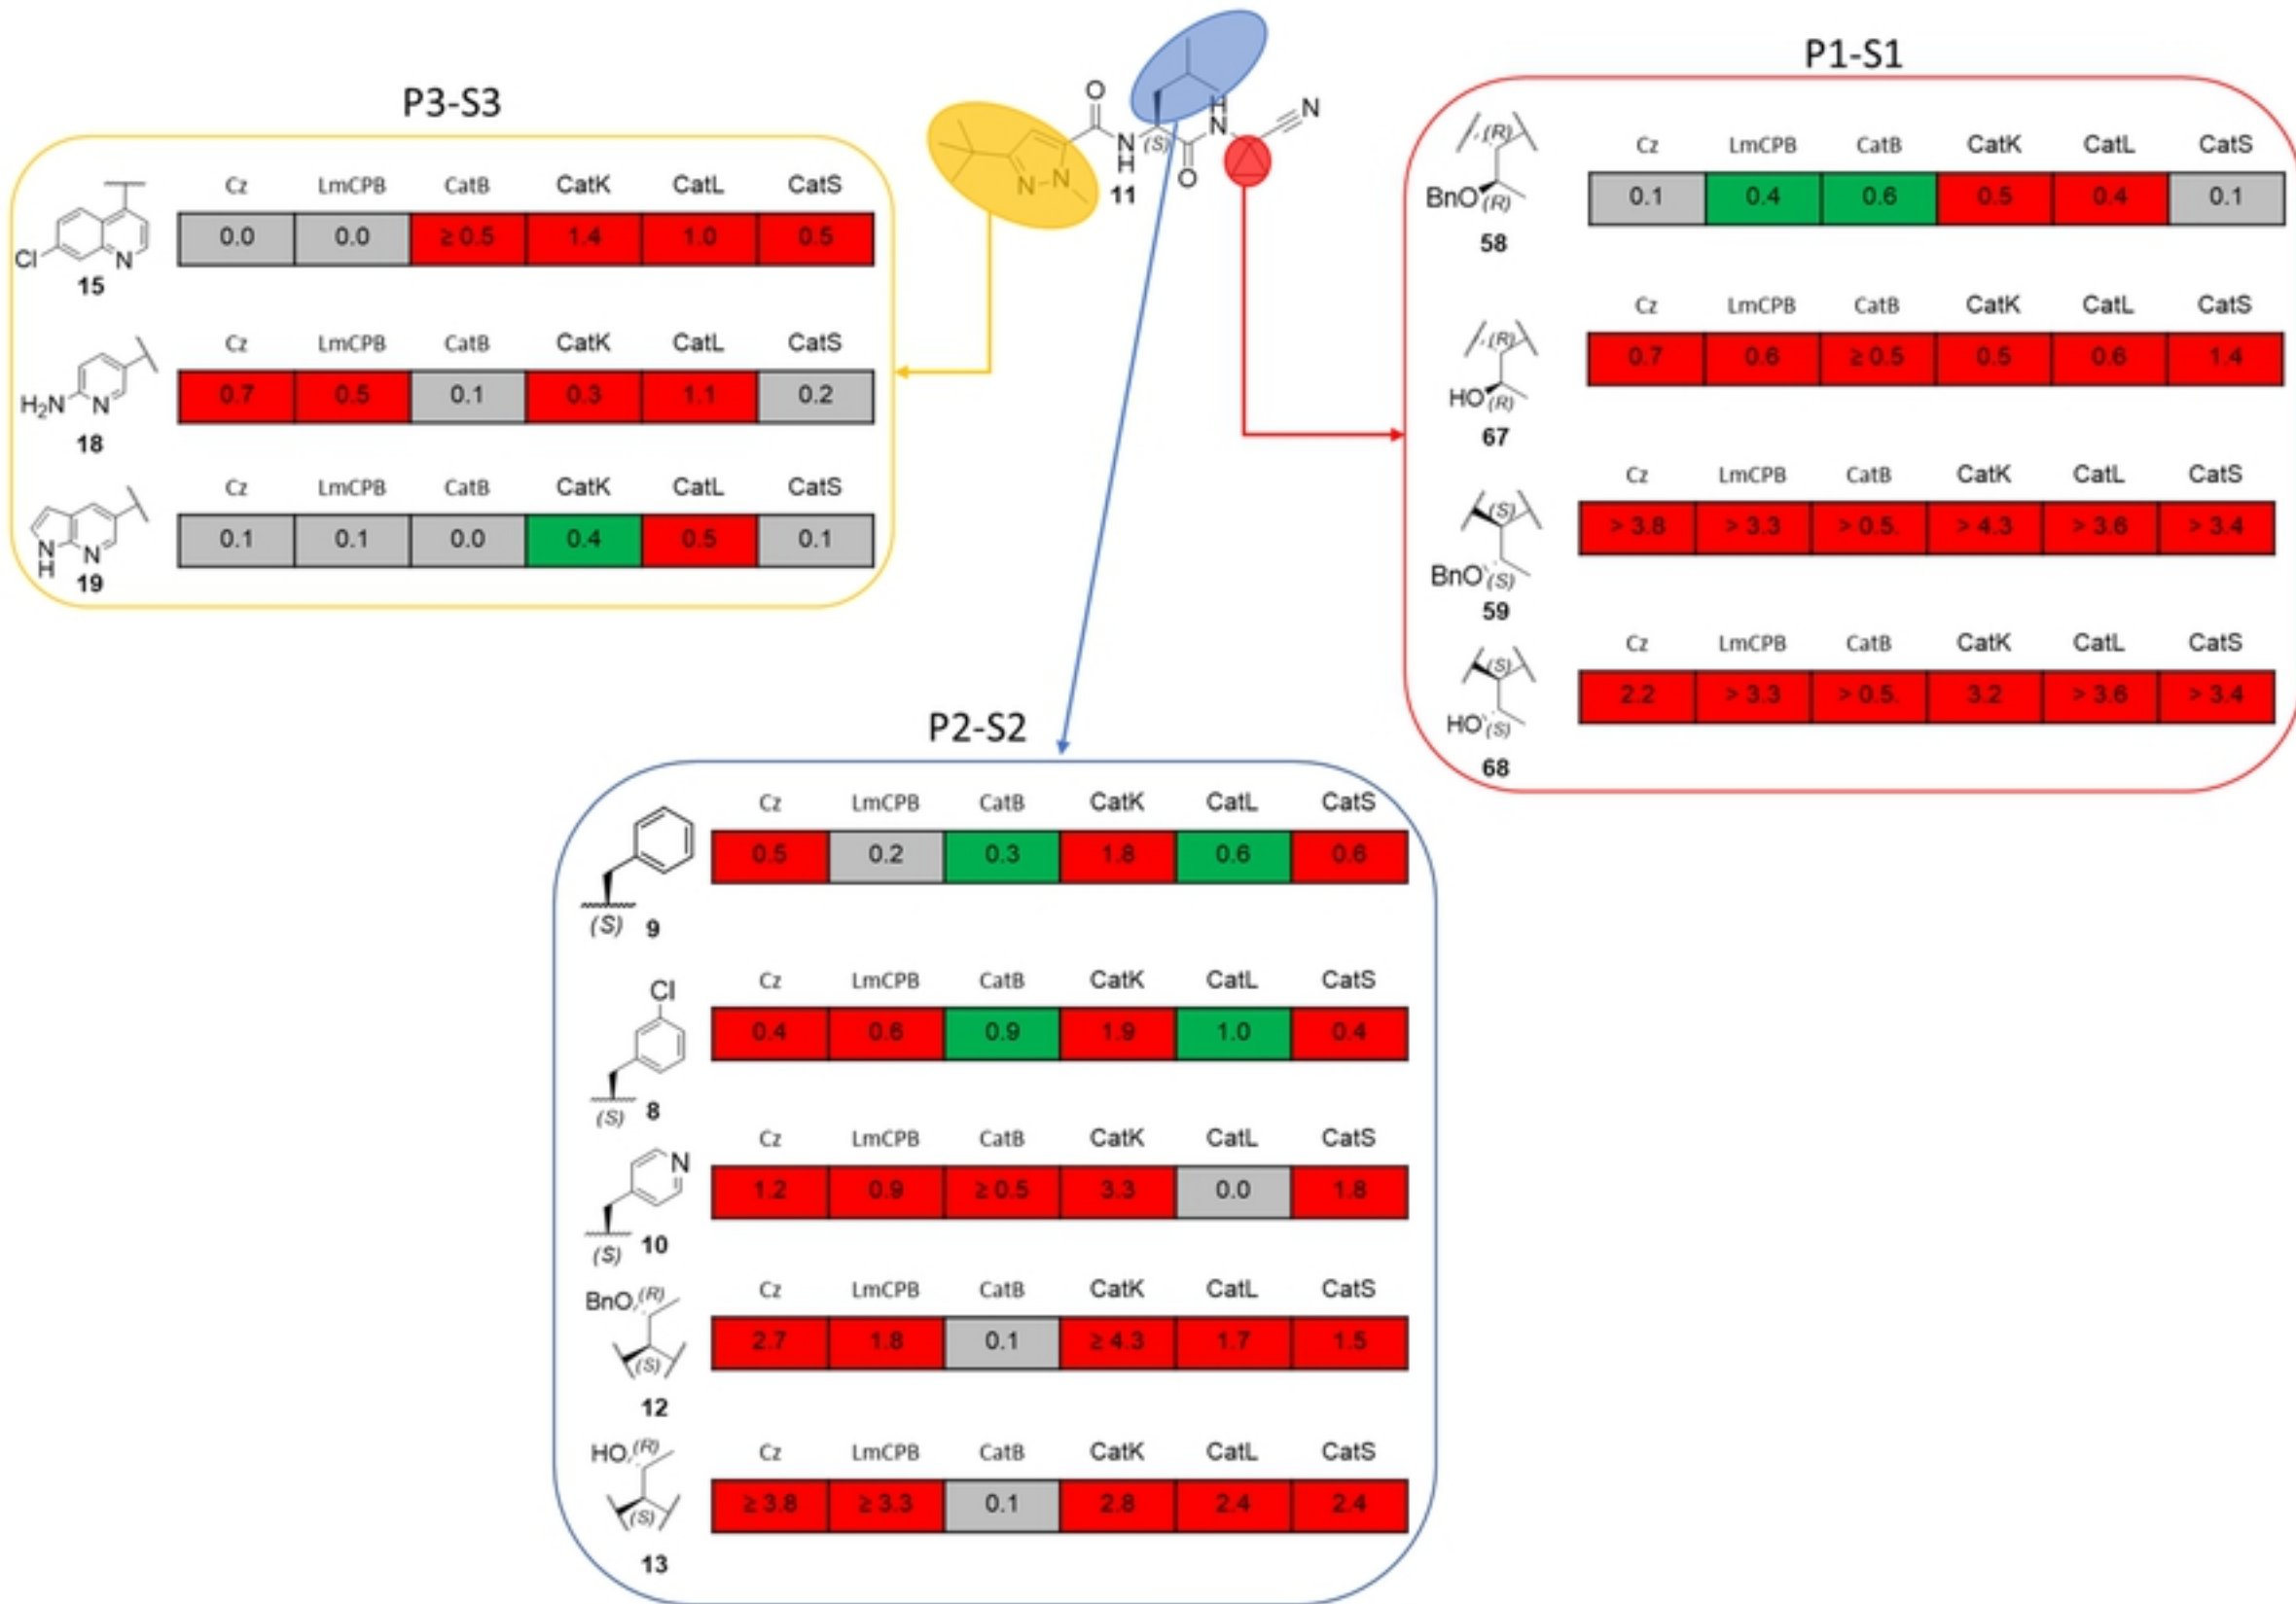 P3-S3
Cz LmCPB CatB CatK CatL CatS
0.0 0.0 ≥ 0.5 1.4 1.0 0.5
Cl N
15
Cz LmCPB CatB CatK CatL CatS
0.7 0.5 0.1 0.3 1.1 0.2
H₂N N
18
Cz LmCPB CatB CatK CatL CatS
0.1 0.1 0.0 0.4 0.5 0.1
N N
H
19
O H N
N
N (S)
H O
N-N
11
P1-S1
(R)
Cz LmCPB CatB CatK CatL CatS
0.1 0.4 0.6 0.5 0.4 0.1
BnO (R)
58
Cz LmCPB CatB CatK CatL CatS
(R)
0.7 0.6 ≥ 0.5 0.5 0.6 1.4
HO (R)
67
Cz LmCPB CatB CatK CatL CatS
(S)
> 3.8 > 3.3 > 0.5. > 4.3 > 3.6 > 3.4
BnO (S)
59
Cz LmCPB CatB CatK CatL CatS
(S)
2.2 > 3.3 > 0.5. 3.2 > 3.6 > 3.4
HO (S)
68
P2-S2
Cz LmCPB CatB CatK CatL CatS
0.5 0.2 0.3 1.8 0.6 0.6
(S) 9
Cz LmCPB CatB CatK CatL CatS
Cl
0.4 0.6 0.9 1.9 1.0 0.4
(S) 8
Cz LmCPB CatB CatK CatL CatS
N
1.2 0.9 ≥ 0.5 3.3 0.0 1.8
(S) 10
Cz LmCPB CatB CatK CatL CatS
BnO (R)
2.7 1.8 0.1 ≥ 4.3 1.7 1.5
(S)
12
Cz LmCPB CatB CatK CatL CatS
HO (R)
≥ 3.8 ≥ 3.3 0.1 2.8 2.4 2.4
(S)
13